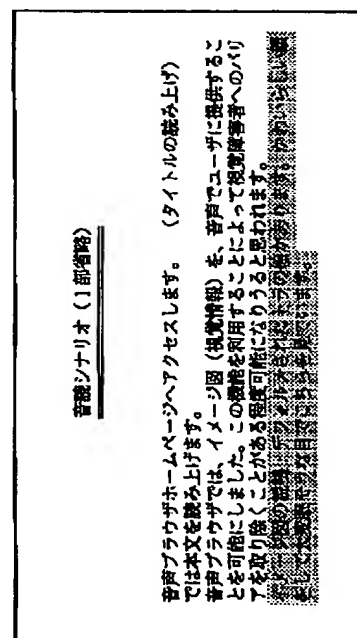 音読シナリオ(1部省略)
音声ブラウザホームページへアクセスします。 (タイトルの読み上げ)
では本文を読み上げます。
音声ブラウザでは、イメージ図(視覚情報)を、音声でユーザに提供するこ
とを可能にしました。この機能を利用することによって視覚障害者へのバリ
アを取り除くことがある程度可能になりうると思われます。